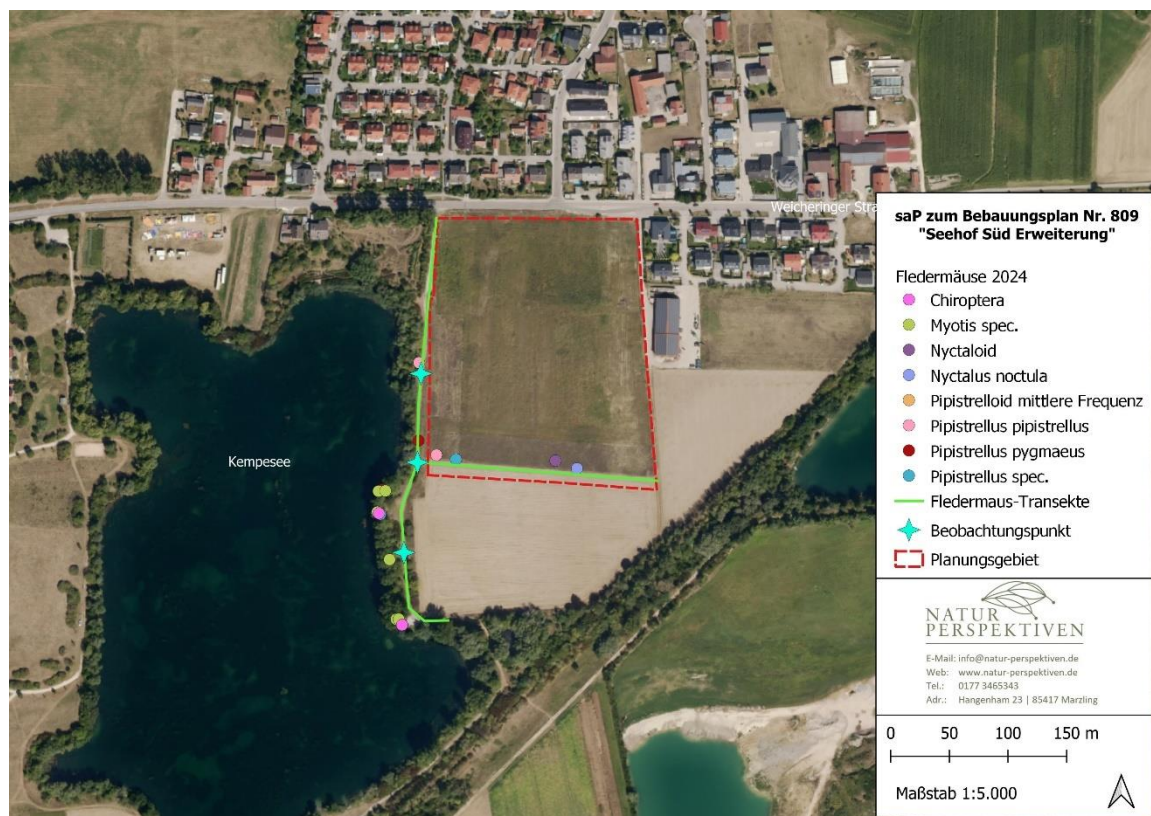 Weicheringer Stra
Kempesee
saP zum Bebauungsplan Nr. 809
"Seehof Süd Erweiterung"
Fledermäuse 2024
Chiroptera
Myotis spec.
Nyctaloid
Nyctalus noctula
Pipistrelloid mittlere Frequenz
Pipistrellus pipistrellus
Pipistrellus pygmaeus
Pipistrellus spec.
Fledermaus-Transekte
Beobachtungspunkt
Planungsgebiet
NATUR
PERSPEKTIVEN
E-Mail: info@natur-perspektiven.de
Web: www.natur-perspektiven.de
Tel.: 0177 3465343
Adr.: Hangenham 23 | 85417 Marzling
0 50 100 150 m
Maßstab 1:5.000